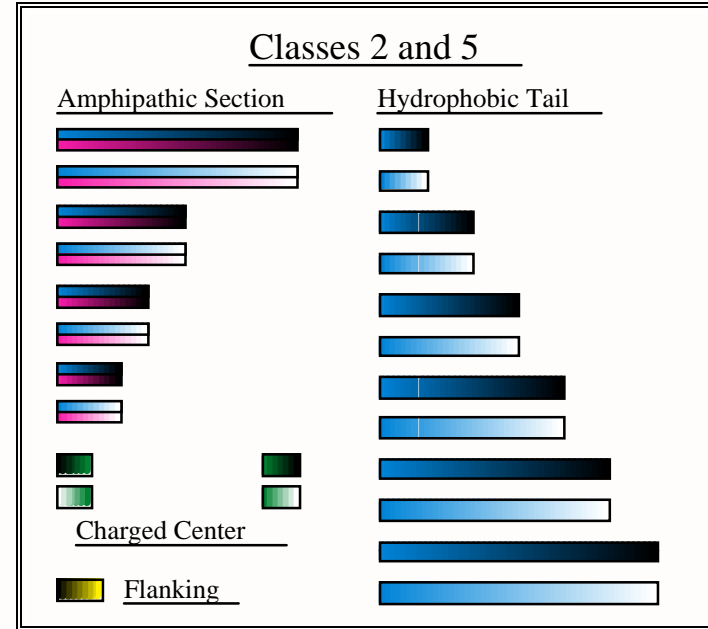 Classes 2 and 5
Amphipathic Section
Hydrophobic Tail
Charged Center
Flanking